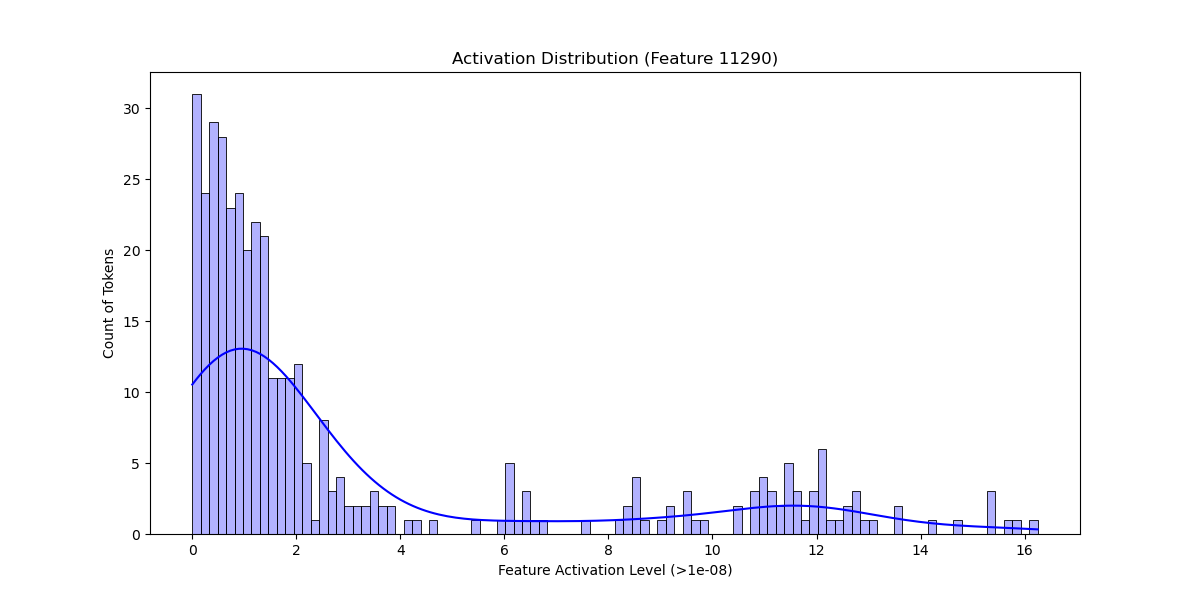 Activation Distribution (Feature 11290)
30
25
20
15
10
5
0
Count of Tokens
0 2 4 6 8 10 12 14 16
Feature Activation Level (>1e-08)